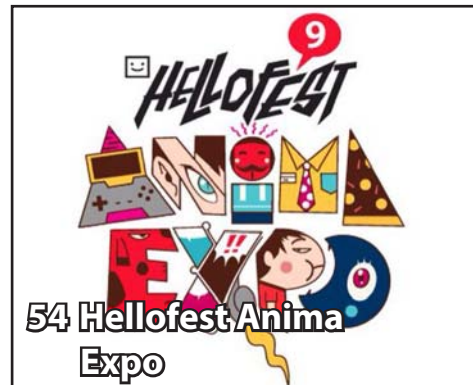 9
HELLOFEST
ANIMA
EXPO
!!
54 Hellofest Anima
Expo